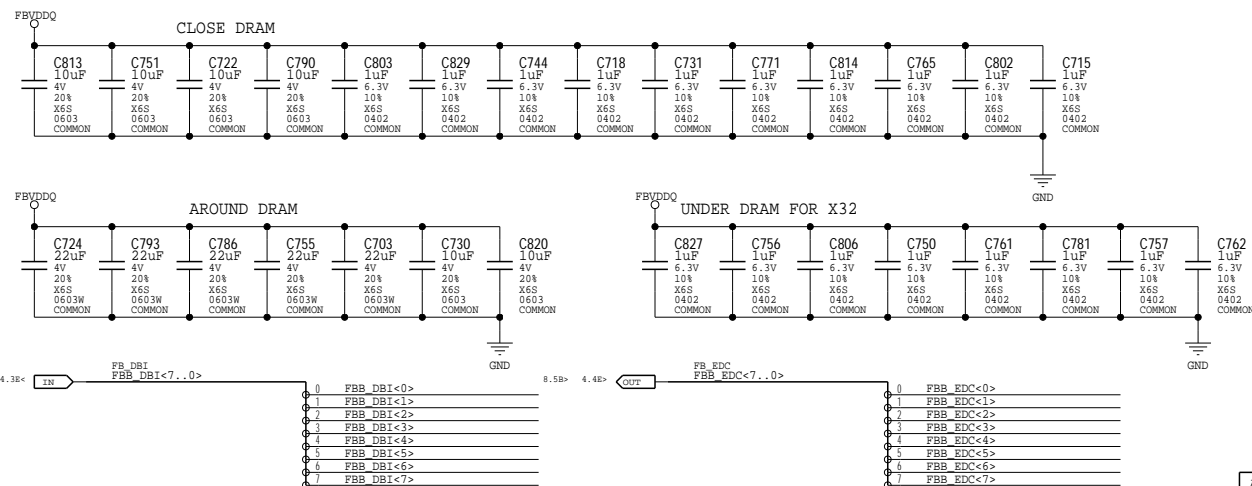 FBVDDQ
CLOSE DRAM
C813 C751 C722 C790 C803 C829 C744 C718 C731 C771 C814 C765 C802 C715
10uF 10uF 10uF 10uF 1uF 1uF 1uF 1uF 1uF 1uF 1uF 1uF 1uF 1uF
4V 4V 4V 4V 6.3V 6.3V 6.3V 6.3V 6.3V 6.3V 6.3V 6.3V 6.3V 6.3V
20% 20% 20% 20% 10% 10% 10% 10% 10% 10% 10% 10% 10% 10%
X6S X6S X6S X6S X6S X6S X6S X6S X6S X6S X6S X6S X6S X6S
0603 0603 0603 0603 0402 0402 0402 0402 0402 0402 0402 0402 0402 0402
COMMON COMMON COMMON COMMON COMMON COMMON COMMON COMMON COMMON COMMON COMMON COMMON COMMON COMMON
GND
FBVDDQ
AROUND DRAM
C724 C793 C786 C755 C703 C730 C820
22uF 22uF 22uF 22uF 22uF 10uF 10uF
4V 4V 4V 4V 4V 4V 4V
20% 20% 20% 20% 20% 20% 20%
X6S X6S X6S X6S X6S X6S X6S
0603W 0603W 0603W 0603W 0603W 0603 0603
COMMON COMMON COMMON COMMON COMMON COMMON COMMON
GND
FBVDDQ
UNDER DRAM FOR X32
C827 C756 C806 C750 C761 C781 C757 C762
1uF 1uF 1uF 1uF 1uF 1uF 1uF 1uF
6.3V 6.3V 6.3V 6.3V 6.3V 6.3V 6.3V 6.3V
10% 10% 10% 10% 10% 10% 10% 10%
X6S X6S X6S X6S X6S X6S X6S X6S
0402 0402 0402 0402 0402 0402 0402 0402
COMMON COMMON COMMON COMMON COMMON COMMON COMMON COMMON
GND
4.3E< IN
FB_DBI
FBB_DBI<7..0>
0 FBB_DBI<0>
1 FBB_DBI<1>
2 FBB_DBI<2>
3 FBB_DBI<3>
4 FBB_DBI<4>
5 FBB_DBI<5>
6 FBB_DBI<6>
7 FBB_DBI<7>
8.5B> 4.4E> OUT
FB_EDC
FBB_EDC<7..0>
0 FBB_EDC<0>
1 FBB_EDC<1>
2 FBB_EDC<2>
3 FBB_EDC<3>
4 FBB_EDC<4>
5 FBB_EDC<5>
6 FBB_EDC<6>
7 FBB_EDC<7>